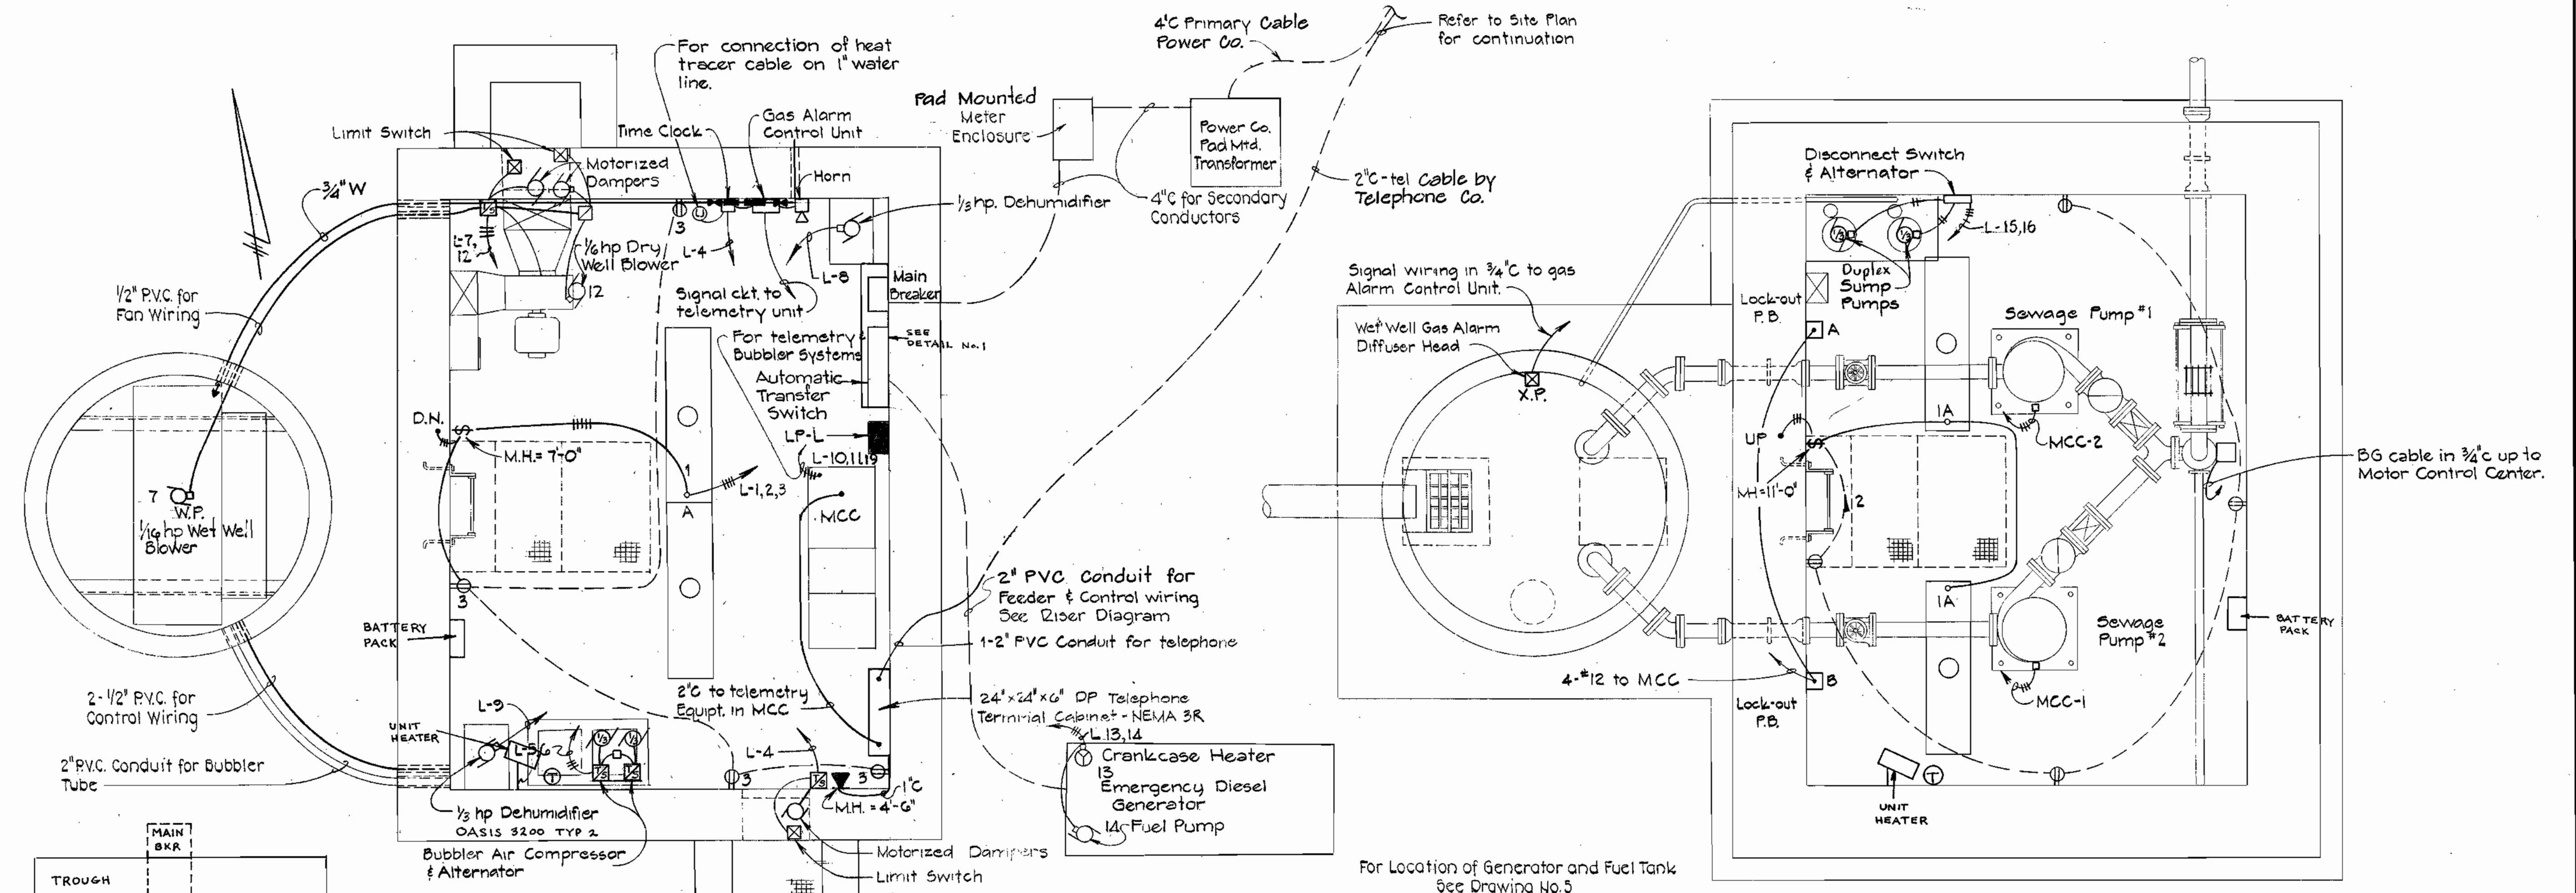 For connection of heat
tracer cable on 1" water
line.
4"C Primary Cable
Power Co.
Refer to Site Plan
for continuation
Pad Mounted
Meter
Enclosure
Power Co.
Pad Mtd.
Transformer
4"C for Secondary
Conductors
2"C-tel Cable by
Telephone Co.
Limit Switch
Time Clock
Gas Alarm
Control Unit
Motorized
Dampers
Horn
3/4" W
1/3 hp. Dehumidifier
3
L-4
L-7,
12
1/6 hp Dry
Well Blower
12
L-8
Main
Breaker
Signal ckt. to
telemetry unit
1/2" P.V.C. for
Fan Wiring
SEE
DETAIL No.1
For telemetry &
Bubbler Systems
Automatic
Transfer
Switch
LP-L
L-10,11,19
D.N.
M.H.= 7'-0"
1
L-1,2,3
A
MCC
7
W.P.
1/16 hp Wet Well
Blower
3
BATTERY
PACK
2" PVC Conduit for
Feeder & Control wiring
See Riser Diagram
1-2" PVC Conduit for telephone
2"C to telemetry
Equipt. in MCC
24"x24"x6" DP Telephone
Terminal Cabinet - NEMA 3R
2-1/2" P.V.C. for
Control Wiring
L-9
UNIT
HEATER
L-5,6
1/3
1/3
T
T/S
T/S
2" P.V.C. Conduit for Bubbler
Tube
L-4
3
T/S
3
1"C
M.H. = 4'-6"
1/3 hp Dehumidifier
OASIS 3200 TYP 2
Bubbler Air Compressor
& Alternator
Motorized Dampers
Limit Switch
L-13,14
Crankcase Heater
13
Emergency Diesel
Generator
14 Fuel Pump
MAIN
BKR
TROUGH
Disconnect Switch
& Alternator
L-15,16
1/3
1/3
Duplex
Sump
Pumps
Signal wiring in 3/4"C to gas
Alarm Control Unit.
Lock-out
P.B.
A
Wet Well Gas Alarm
Diffuser Head
X.P.
Sewage Pump #1
1A
MCC-2
UP
MH=11'-0"
2
BG cable in 3/4"c up to
Motor Control Center.
1A
Sewage
Pump #2
BATTERY
PACK
4-#12 to MCC
B
MCC-1
Lock-out
P.B.
T
UNIT
HEATER
For Location of Generator and Fuel Tank
See Drawing No.5